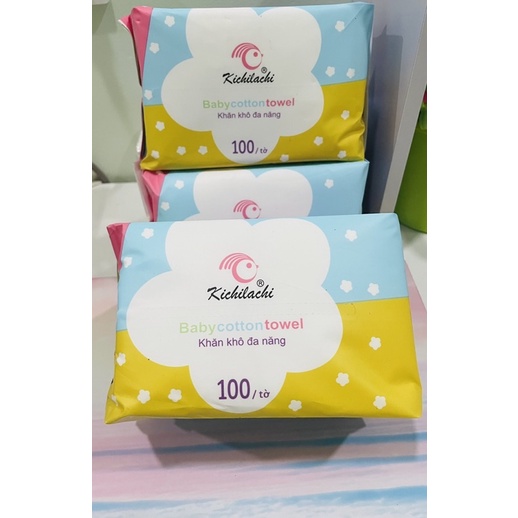 Kichilachi®
Babycottontowel
Khăn khô đa năng
100/tờ
Kichilachi®
Babycottontowel
Khăn khô đa năng
100/tờ